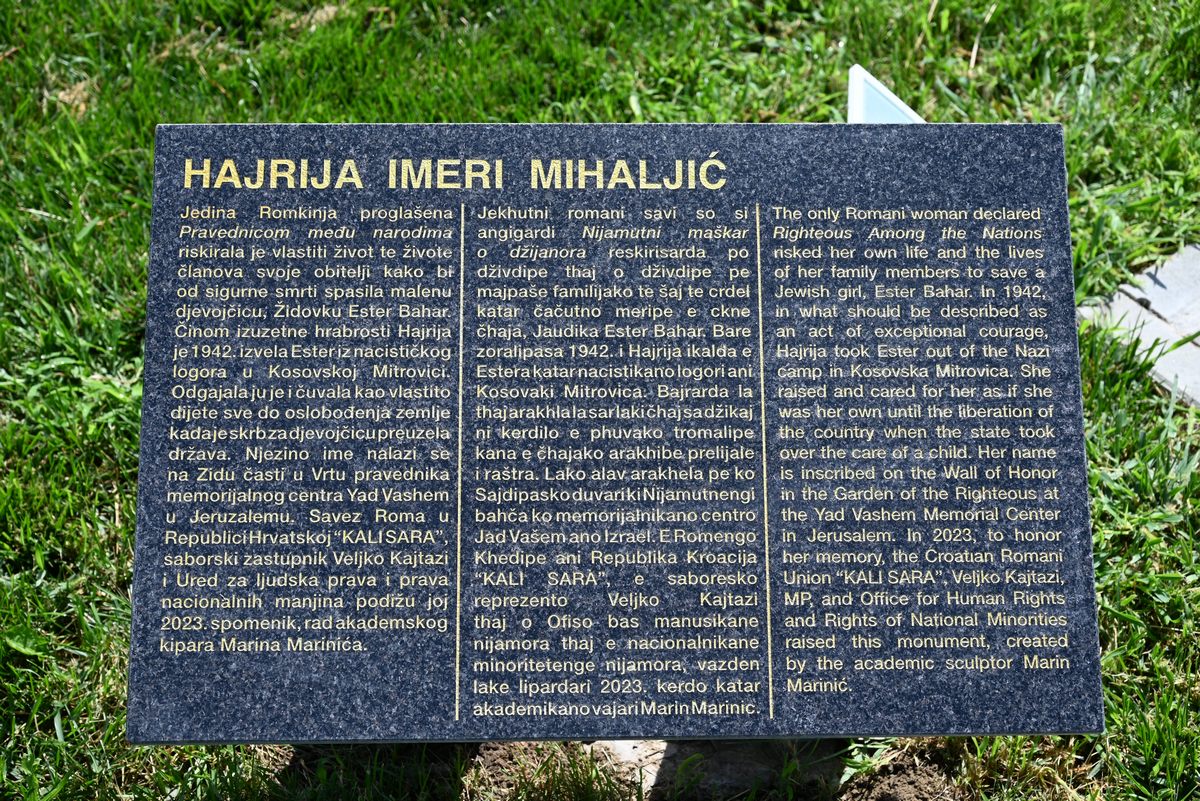 HAJRIJA IMERI MIHALJIĆ
Jedina Romkinja proglašena
Pravednicom među narodima
riskirala je vlastiti život te živote
članova svoje obitelji kako bi
od sigurne smrti spasila malenu
djevojčicu, Židovku Ester Bahar.
Činom izuzetne hrabrosti Hajrija
je 1942. izvela Ester iz nacističkog
logora u Kosovskoj Mitrovici.
Odgajala ju je i čuvala kao vlastito
dijete sve do oslobođenja zemlje
kada je skrb za djevojčicu preuzela
država. Njezino ime nalazi se
na Zidu časti u Vrtu pravednika
memorijalnog centra Yad Vashem
u Jeruzalemu. Savez Roma u
Republici Hrvatskoj “KALI SARA”,
saborski zastupnik Veljko Kajtazi
i Ured za ljudska prava i prava
nacionalnih manjina podižu joj
2023. spomenik, rad akademskog
kipara Marina Marinića.
Jekhutni romani savi so si
angigardi Nijamutni maškar
o džijanora reskirisarda po
dživdipe thaj o dživdipe pe
majpaše familijako te šaj te crdel
katar čačutno meripe e ckne
čhaja, Jaudika Ester Bahar. Bare
zoralipasa 1942. i Hajrija ikalda e
Estera katar nacistikano logori ani
Kosovaki Mitrovica. Bajrarda la
thaj arakhla la sar laki čhaj sa džikaj
ni kerdilo e phuvako tromalipe
kana e čhajako arakhibe prelijale
i raštra. Lako alav arakhela pe ko
Sajdipasko duvari ki Nijamutnengi
bahča ko memorijalnikano centro
Jad Vašem ano Izrael. E Romengo
Khedipe ani Republika Kroacija
“KALI SARA”, e saboresko
reprezento Veljko Kajtazi
thaj o Ofiso bas manusikane
nijamora thaj e nacionalnikane
minoritetenge nijamora, vazden
lake lipardari 2023. kerdo katar
akademikano vajari Marin Marinic.
The only Romani woman declared
Righteous Among the Nations
risked her own life and the lives
of her family members to save a
Jewish girl, Ester Bahar. In 1942,
in what should be described as
an act of exceptional courage,
Hajrija took Ester out of the Nazi
camp in Kosovska Mitrovica. She
raised and cared for her as if she
was her own until the liberation of
the country when the state took
over the care of a child. Her name
is inscribed on the Wall of Honor
in the Garden of the Righteous at
the Yad Vashem Memorial Center
in Jerusalem. In 2023, to honor
her memory, the Croatian Romani
Union “KALI SARA”, Veljko Kajtazi,
MP, and Office for Human Rights
and Rights of National Minorities
raised this monument, created
by the academic sculptor Marin
Marinić.